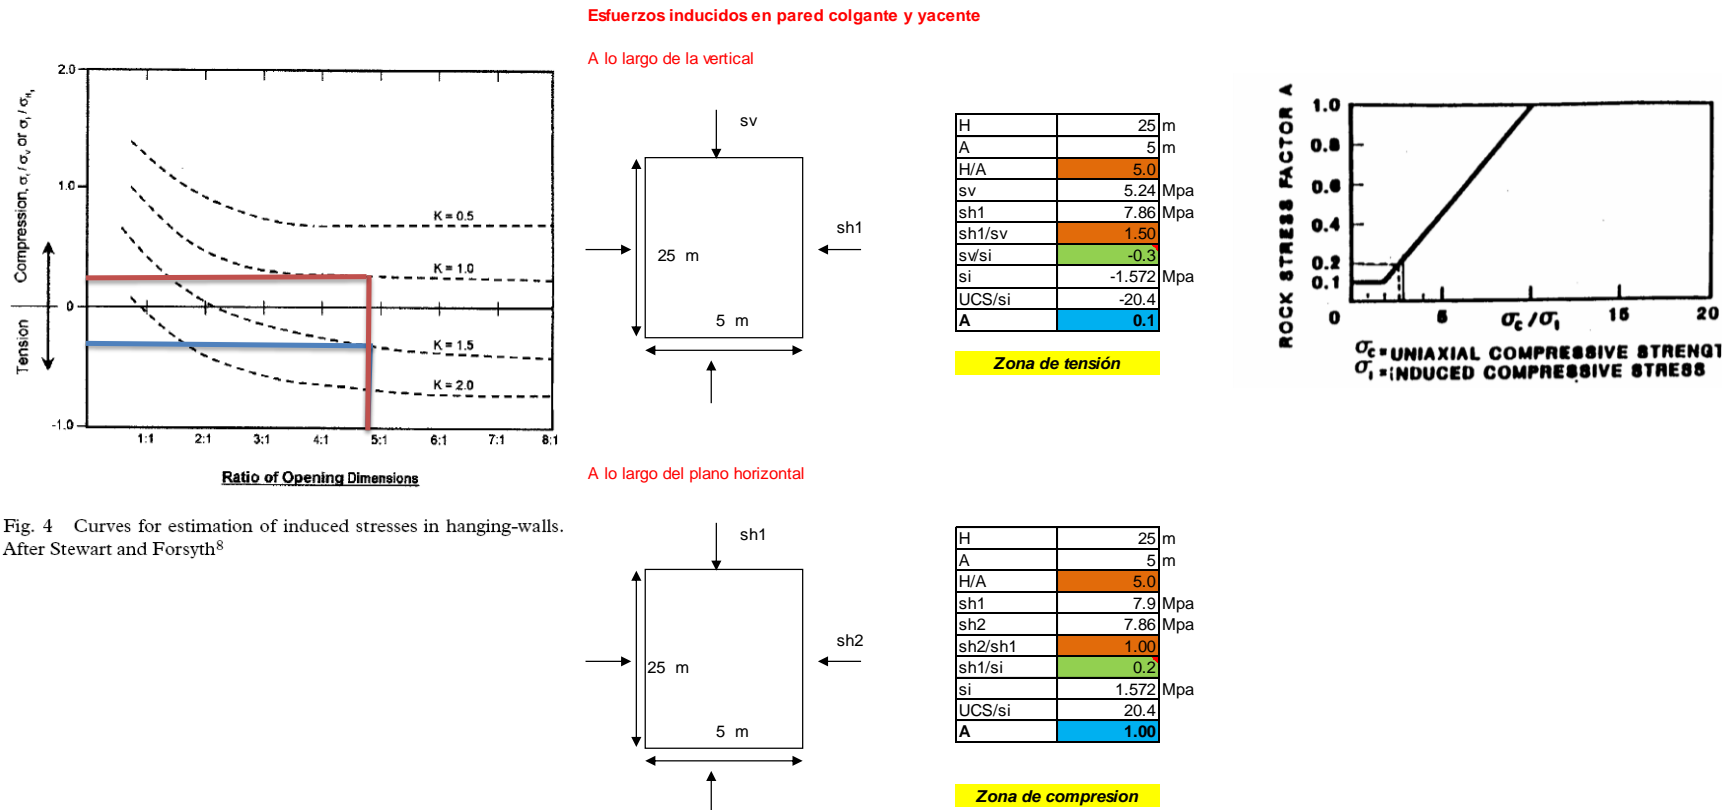 Esfuerzos inducidos en pared colgante y yacente
A lo largo de la vertical
Compression, σi / σv or σi / σH1
Tension
2.0
1.0
0
-1.0
K = 0.5
K = 1.0
K = 1.5
K = 2.0
1:1 2:1 3:1 4:1 5:1 6:1 7:1 8:1
Ratio of Opening Dimensions
Fig. 4 Curves for estimation of induced stresses in hanging-walls.
After Stewart and Forsyth8
sv
sh1
25 m
5 m
H 25 m
A 5 m
H/A 5.0
sv 5.24 Mpa
sh1 7.86 Mpa
sh1/sv 1.50
sv/si -0.3
si -1.572 Mpa
UCS/si -20.4
A 0.1
Zona de tensión
ROCK STRESS FACTOR A
1.0
0.8
0.6
0.4
0.2
0.1
0 5 10 15 20
σc/σi
σc = UNIAXIAL COMPRESSIVE STRENGT
σi = INDUCED COMPRESSIVE STRESS
A lo largo del plano horizontal
sh1
sh2
25 m
5 m
H 25 m
A 5 m
H/A 5.0
sh1 7.9 Mpa
sh2 7.86 Mpa
sh2/sh1 1.00
sh1/si 0.2
si 1.572 Mpa
UCS/si 20.4
A 1.00
Zona de compresion